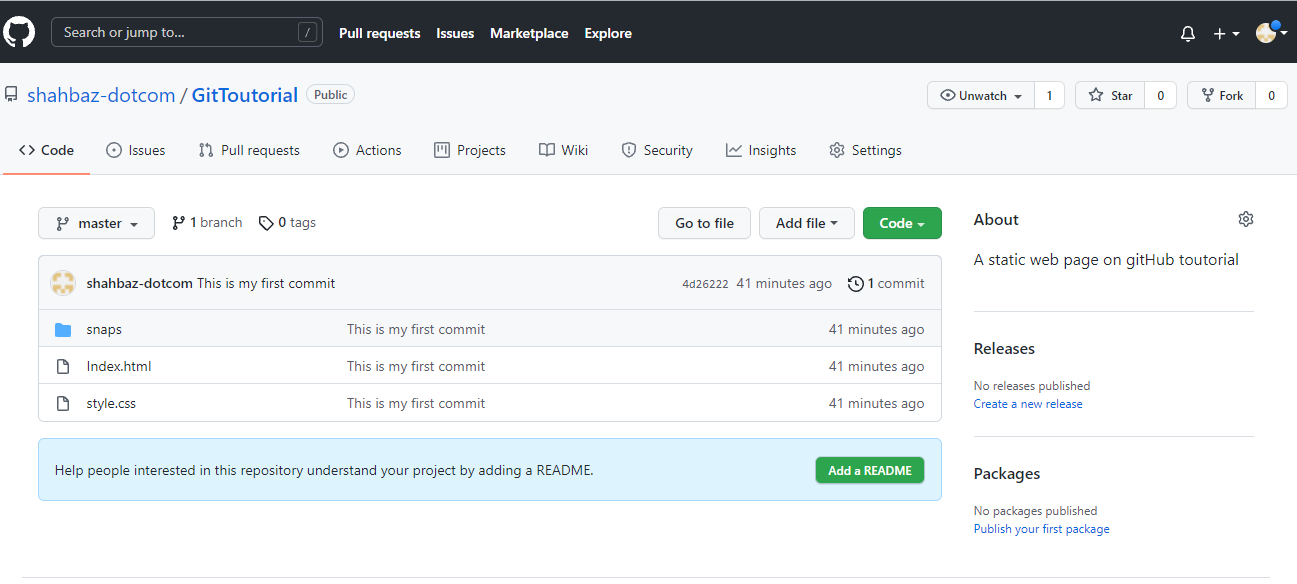 Search or jump to... / Pull requests Issues Marketplace Explore
shahbaz-dotcom / GitToutorial Public Unwatch 1 Star 0 Fork 0
Code Issues Pull requests Actions Projects Wiki Security Insights Settings
master 1 branch 0 tags Go to file Add file Code
shahbaz-dotcom This is my first commit 4d26222 41 minutes ago 1 commit
snaps This is my first commit 41 minutes ago
Index.html This is my first commit 41 minutes ago
style.css This is my first commit 41 minutes ago
Help people interested in this repository understand your project by adding a README. Add a README
About
A static web page on gitHub toutorial
Releases
No releases published
Create a new release
Packages
No packages published
Publish your first package